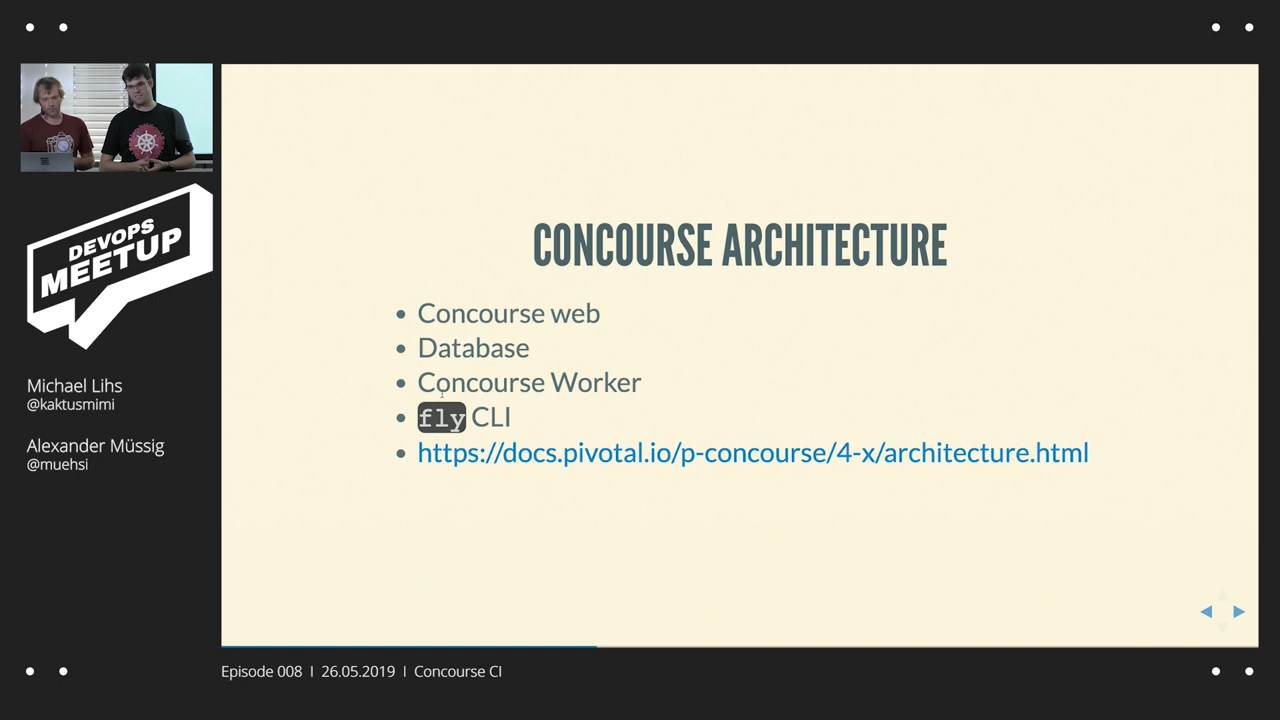 DEVOPS
MEETUP
Michael Lihs
@kaktusmimi
Alexander Müssig
@muehsi
CONCOURSE ARCHITECTURE
• Concourse web
• Database
• Concourse Worker
• fly CLI
• https://docs.pivotal.io/p-concourse/4-x/architecture.html
Episode 008 | 26.05.2019 | Concourse CI